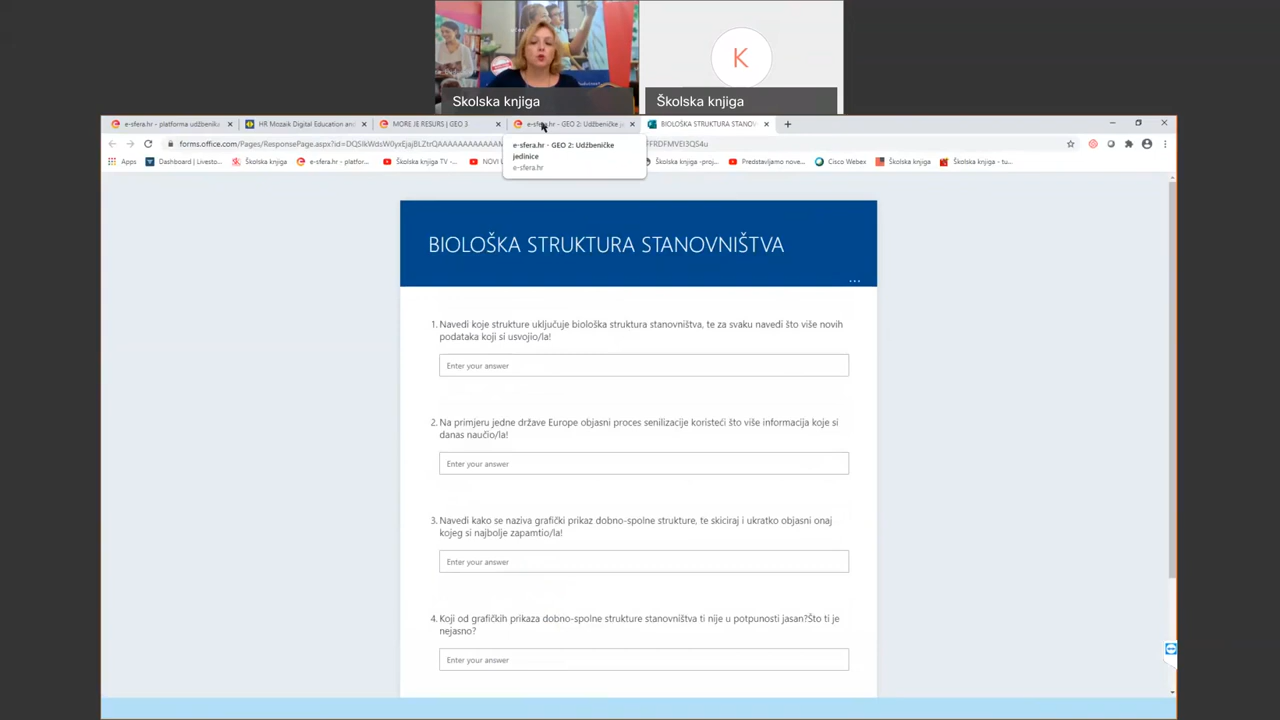 K
Skolska knjiga
Školska knjiga
e-sfera.hr - platforma udžbenika
HR Mozaik Digital Education an
MORE JE RESURS | GEO 3
e-sfera.hr - GEO 2: Udžbeničke j
BIOLOŠKA STRUKTURA STANOV
e-sfera.hr - GEO 2: Udžbeničke
jedinice
e-sfera.hr
Apps
Dashboard | Livesto...
Školska knjiga
e-sfera.hr - platfor...
Školska knjiga TV -...
NOVI
Školska knjiga -proj...
Predstavljamo nove...
Cisco Webex
Školska knjiga
Školska knjiga - tu...
BIOLOŠKA STRUKTURA STANOVNIŠTVA
...
1. Navedi koje strukture uključuje biološka struktura stanovništva, te za svaku navedi što više novih
podataka koji si usvojio/la!
Enter your answer
2. Na primjeru jedne države Europe objasni proces senilizacije koristeći što više informacija koje si
danas naučio/la!
Enter your answer
3. Navedi kako se naziva grafički prikaz dobno-spolne strukture, te skiciraj i ukratko objasni onaj
kojeg si najbolje zapamtio/la!
Enter your answer
4. Koji od grafičkih prikaza dobno-spolne strukture stanovništva ti nije u potpunosti jasan?Što ti je
nejasno?
Enter your answer